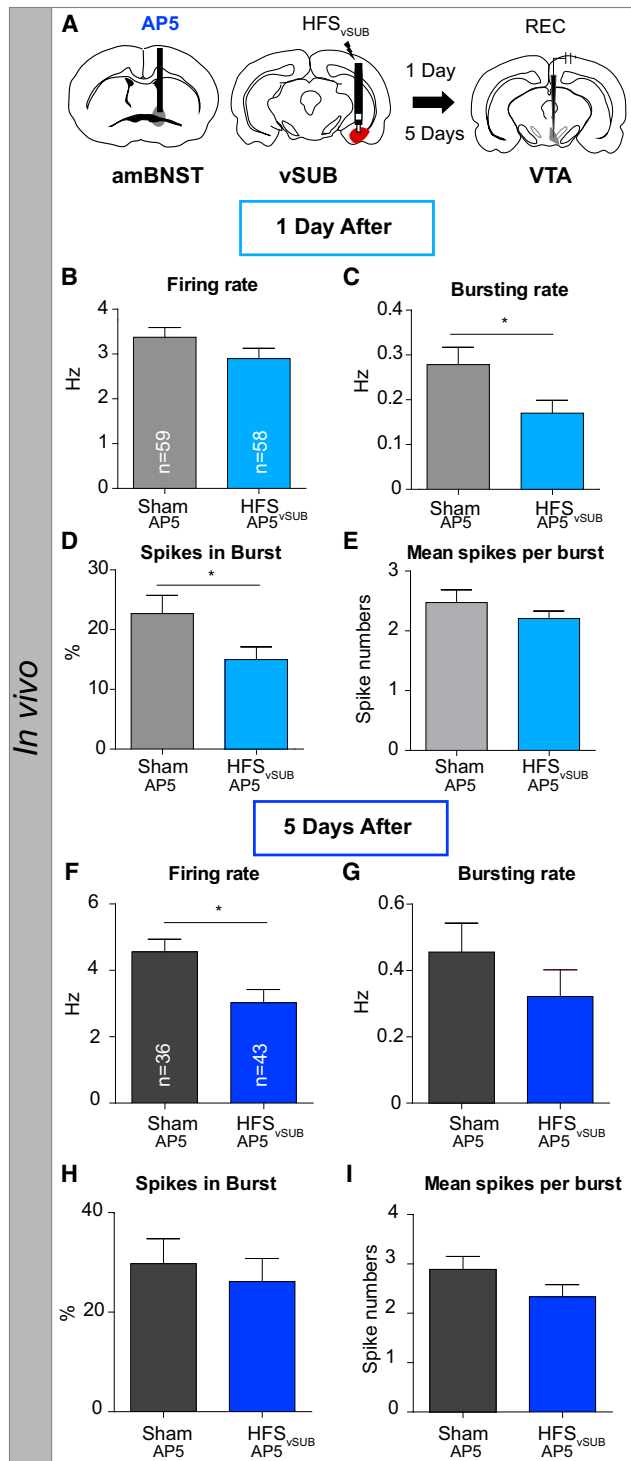 In vivo
A
AP5
HFSvSUB
REC
1 Day
5 Days
amBNST
vSUB
VTA
1 Day After
B
Firing rate
Hz
4
3
2
1
0
n=59
n=58
Sham
AP5
HFSvSUB
AP5
C
Bursting rate
Hz
0.4
0.3
0.2
0.1
0
*
Sham
AP5
HFSvSUB
AP5
D
Spikes in Burst
%
30
20
10
0
*
Sham
AP5
HFSvSUB
AP5
E
Mean spikes per burst
Spike numbers
3
2
1
0
Sham
AP5
HFSvSUB
AP5
5 Days After
F
Firing rate
Hz
6
4
2
0
*
n=36
n=43
Sham
AP5
HFSvSUB
AP5
G
Bursting rate
Hz
0.6
0.4
0.2
0
Sham
AP5
HFSvSUB
AP5
H
Spikes in Burst
%
40
20
0
Sham
AP5
HFSvSUB
AP5
I
Mean spikes per burst
Spike numbers
4
3
2
1
0
Sham
AP5
HFSvSUB
AP5